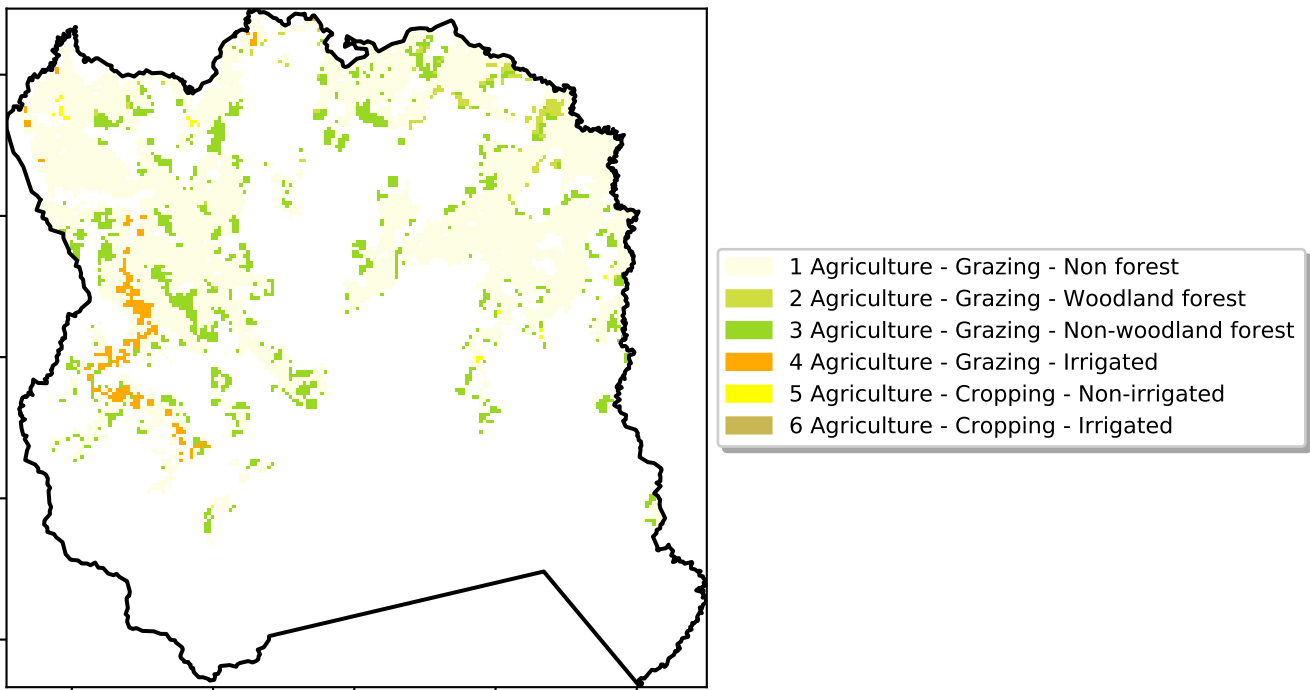 1 Agriculture - Grazing - Non forest
2 Agriculture - Grazing - Woodland forest
3 Agriculture - Grazing - Non-woodland forest
4 Agriculture - Grazing - Irrigated
5 Agriculture - Cropping - Non-irrigated
6 Agriculture - Cropping - Irrigated